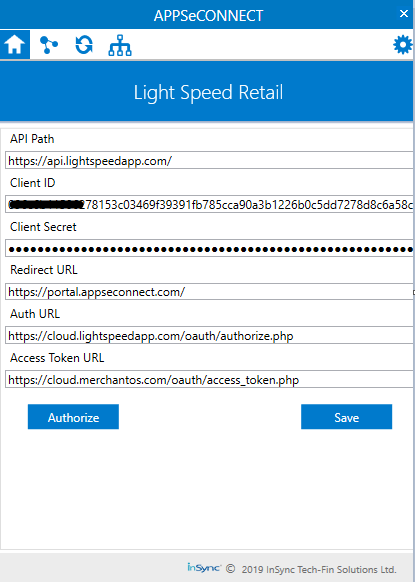 APPSeCONNECT
Light Speed Retail
API Path
https://api.lightspeedapp.com/
Client ID
278153c03469f39391fb785cca90a3b1226b0c5dd7278d8c6a58c
Client Secret
Redirect URL
https://portal.appseconnect.com/
Auth URL
https://cloud.lightspeedapp.com/oauth/authorize.php
Access Token URL
https://cloud.merchantos.com/oauth/access_token.php
Authorize Save
inSync © 2019 InSync Tech-Fin Solutions Ltd.